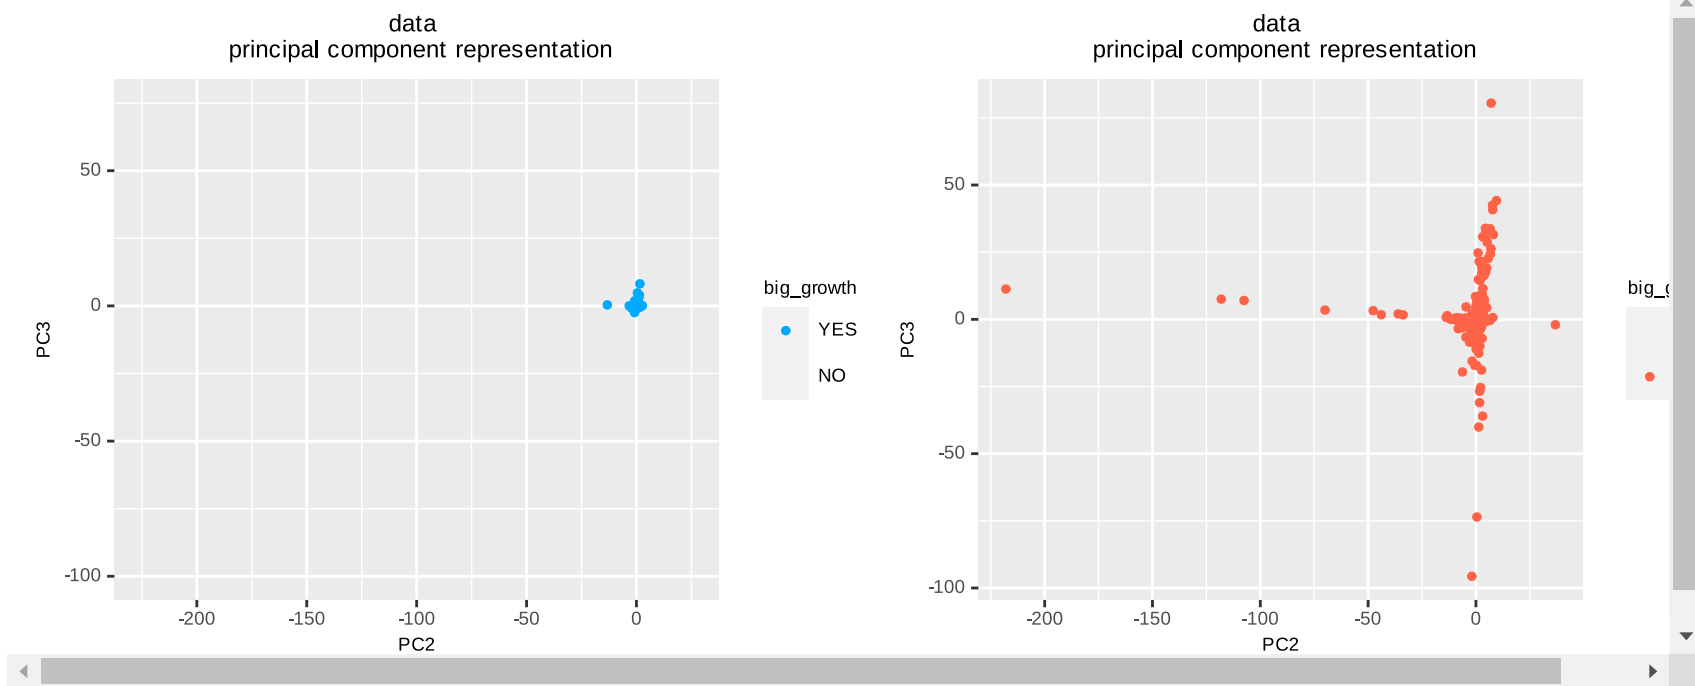 data
principal component representation
50
0
-50
-100
PC3
-200
-150
-100
-50
0
PC2
big_growth
YES
NO
data
principal component representation
50
0
-50
-100
PC3
-200
-150
-100
-50
0
PC2
big_g